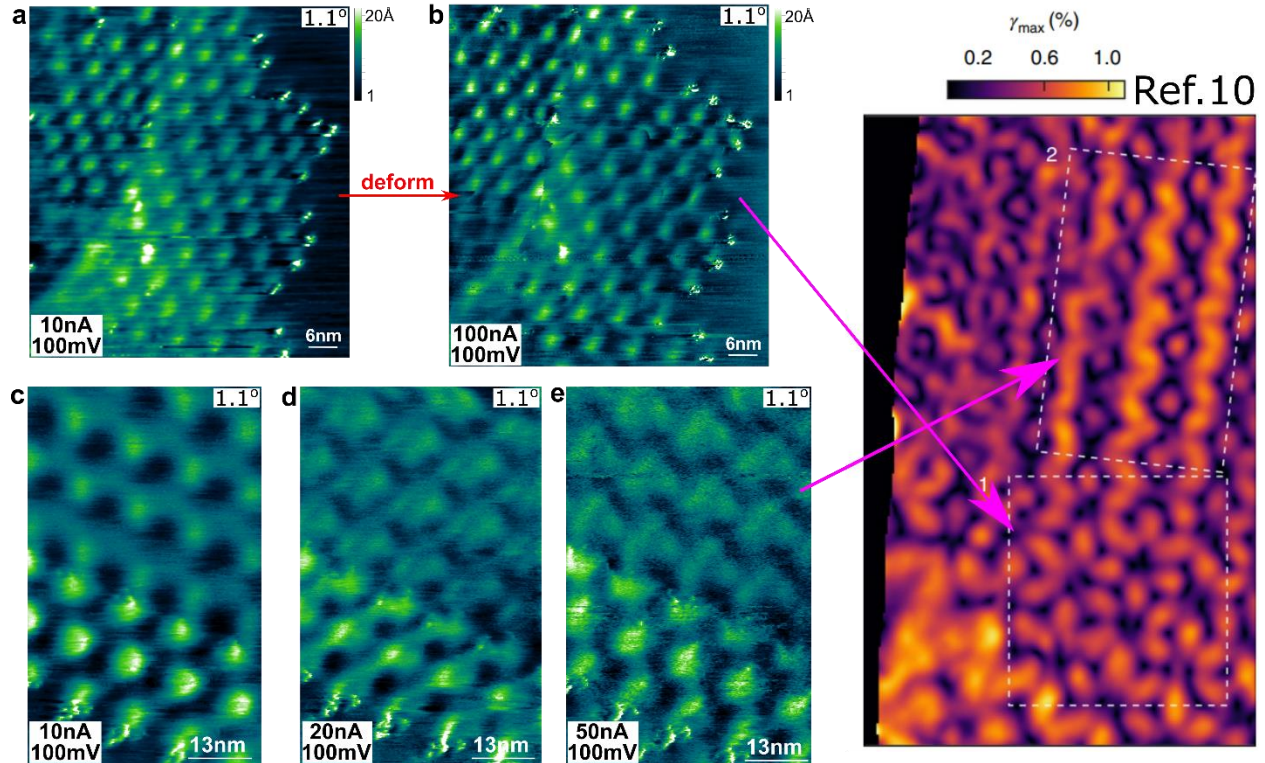 a
1.1°
20Å
1
10nA
100mV
6nm
deform
b
1.1°
20Å
1
100nA
100mV
6nm
c
1.1°
10nA
100mV
13nm
d
1.1°
20nA
100mV
13nm
e
1.1°
50nA
100mV
13nm
γmax (%)
0.2 0.6 1.0
Ref.10
2
1